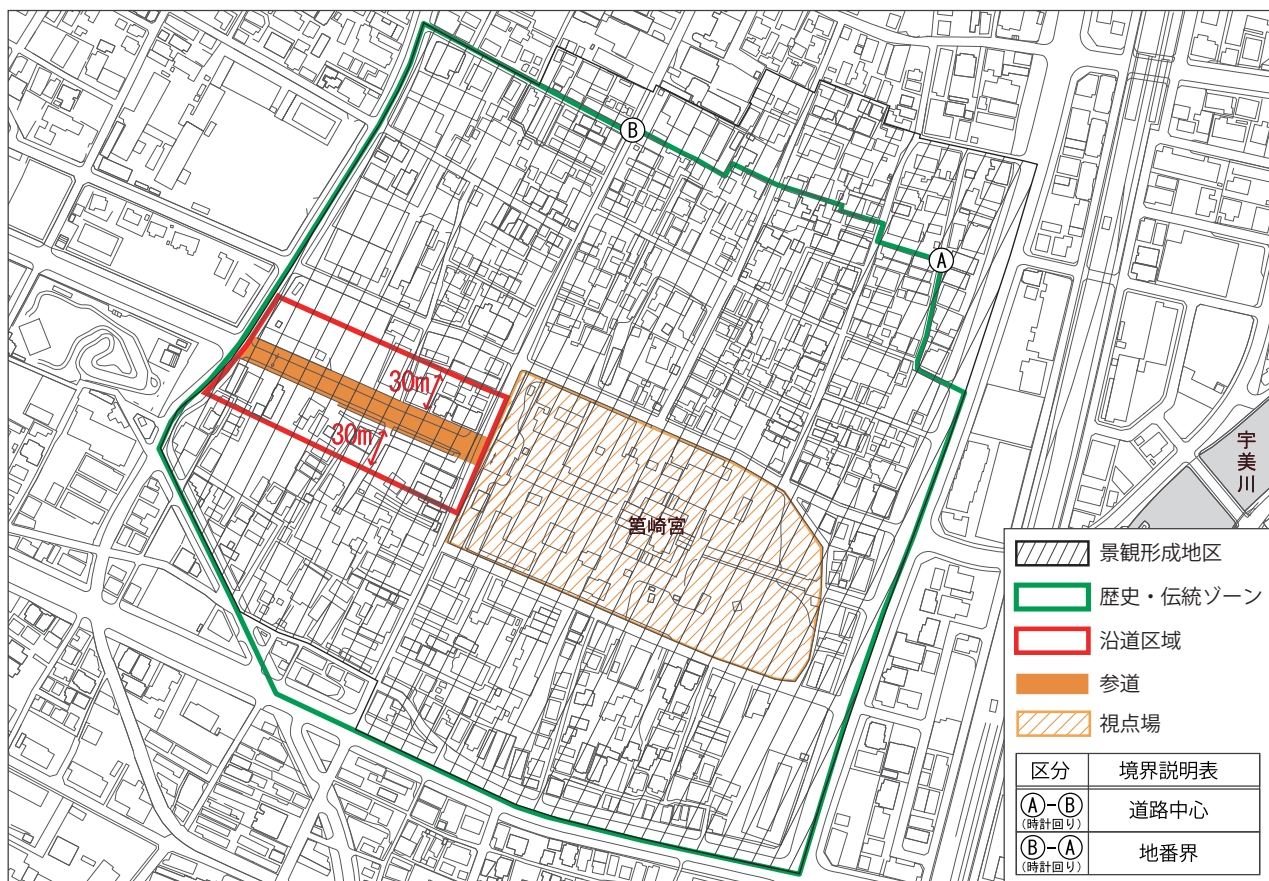 Ⓑ
Ⓐ
30m
30m
筥崎宮
宇美川
景観形成地区
歴史・伝統ゾーン
沿道区域
参道
視点場
区分 境界説明表
Ⓐ-Ⓑ 道路中心
(時計回り)
Ⓑ-Ⓐ 地番界
(時計回り)